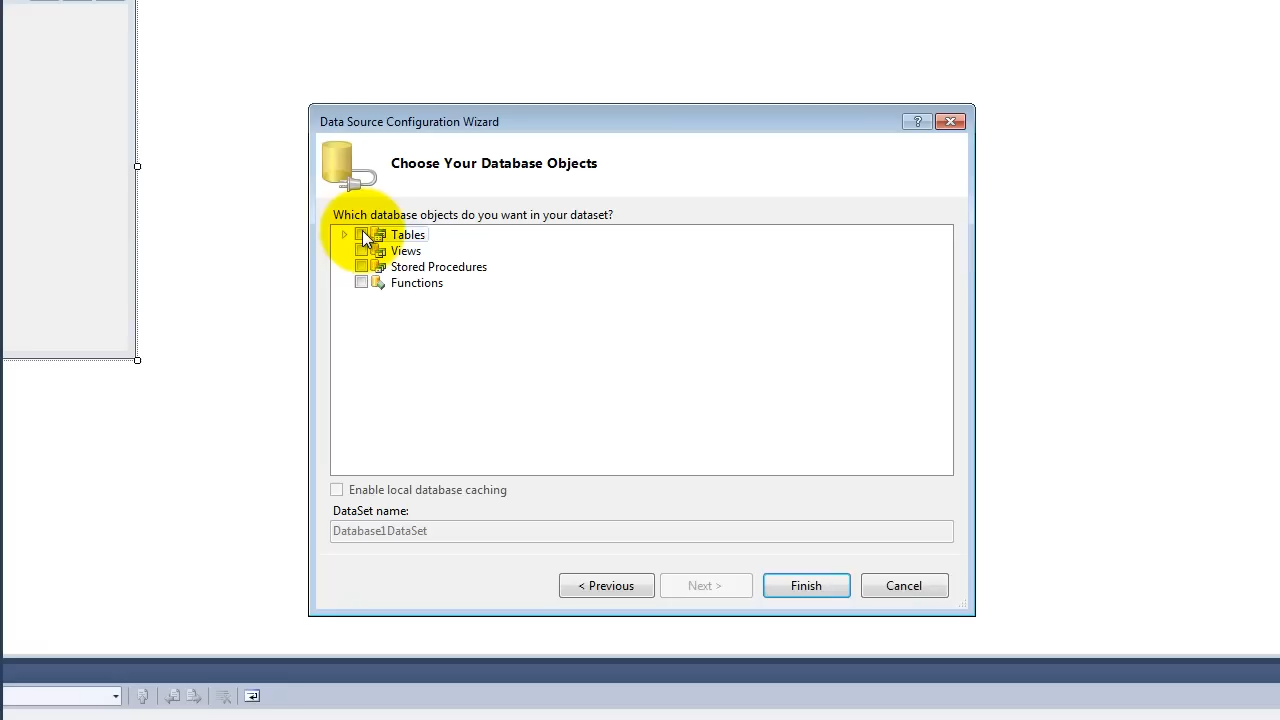 Data Source Configuration Wizard
?
Choose Your Database Objects
Which database objects do you want in your dataset?
Tables
Views
Stored Procedures
Functions
Enable local database caching
DataSet name:
Database1DataSet
< Previous
Next >
Finish
Cancel